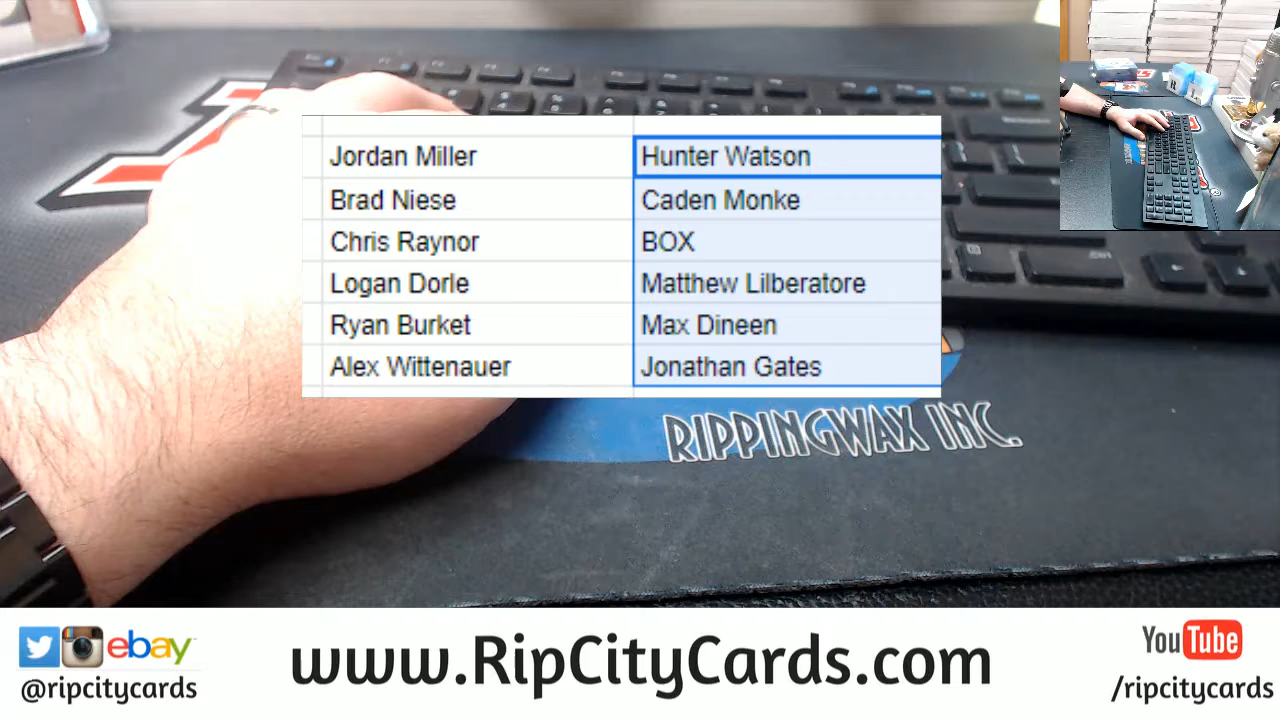 Jordan Miller Hunter Watson
Brad Niese Caden Monke
Chris Raynor BOX
Logan Dorle Matthew Lilberatore
Ryan Burket Max Dineen
Alex Wittenauer Jonathan Gates
RIPPINGWAX INC.
ebay
@ripcitycards
www.RipCityCards.com
YouTube
/ripcitycards